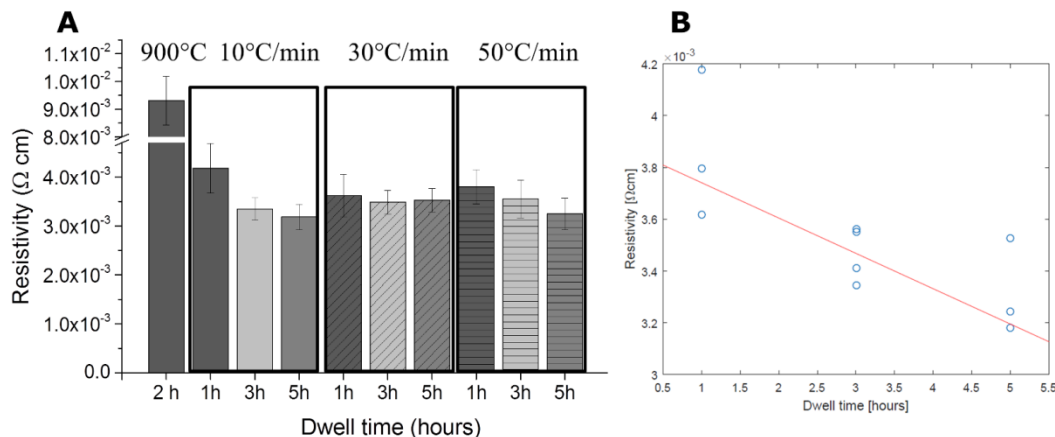 A
900°C 10°C/min 30°C/min 50°C/min
1.1x10⁻²
1.0x10⁻²
9.0x10⁻³
8.0x10⁻³
4.0x10⁻³
3.0x10⁻³
2.0x10⁻³
1.0x10⁻³
0.0
Resistivity (Ω cm)
2 h 1h 3h 5h 1h 3h 5h 1h 3h 5h
Dwell time (hours)
B
×10⁻³
4.2
4
3.8
3.6
3.4
3.2
3
Resistivity [Ωcm]
0.5 1 1.5 2 2.5 3 3.5 4 4.5 5 5.5
Dwell time [hours]